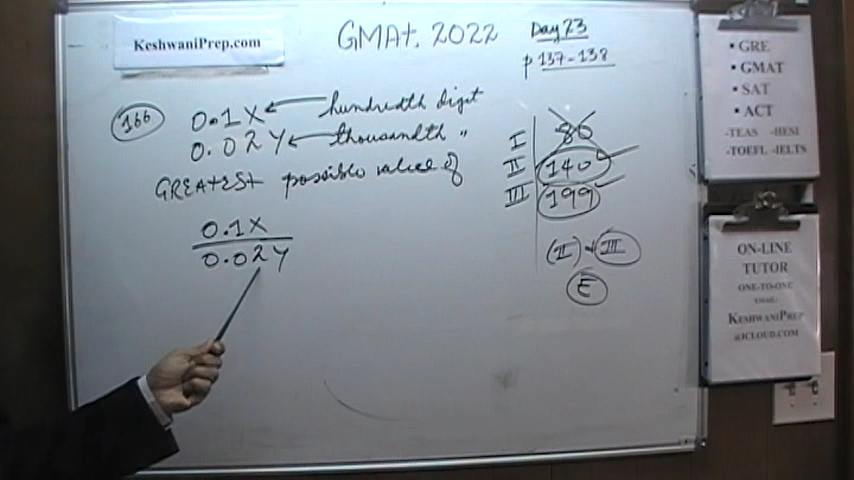 KeshwaniPrep.com
GMAt, 2022
Day 23
p 137-138
166
0.1X ← hundredth digit
0.02Y ← thousandth "
GREAtESt possible value of
0.1X
0.02Y
I 80
II 140
III 199
(II) + III
E
• GRE
• GMAT
• SAT
• ACT
-TEAS -HESI
-TOEFL -IELTS
ON-LINE
TUTOR
ONE-TO-ONE
EMAIL:
KESHWANIPREP
@ICLOUD.COM